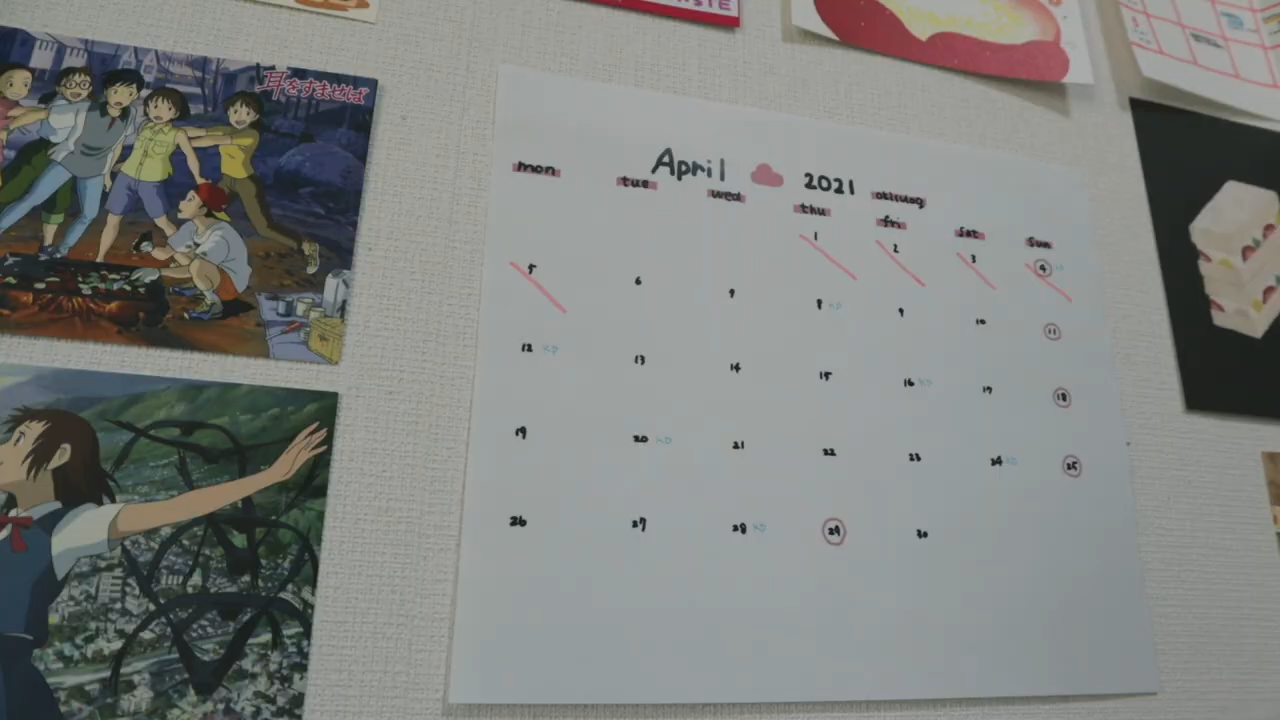 耳をすませば
April 2021
mon tue wed thu fri sat sun
1 2 3 4
5 6 7 8 9 10 11
12 13 14 15 16 17 18
19 20 21 22 23 24 25
26 27 28 29 30